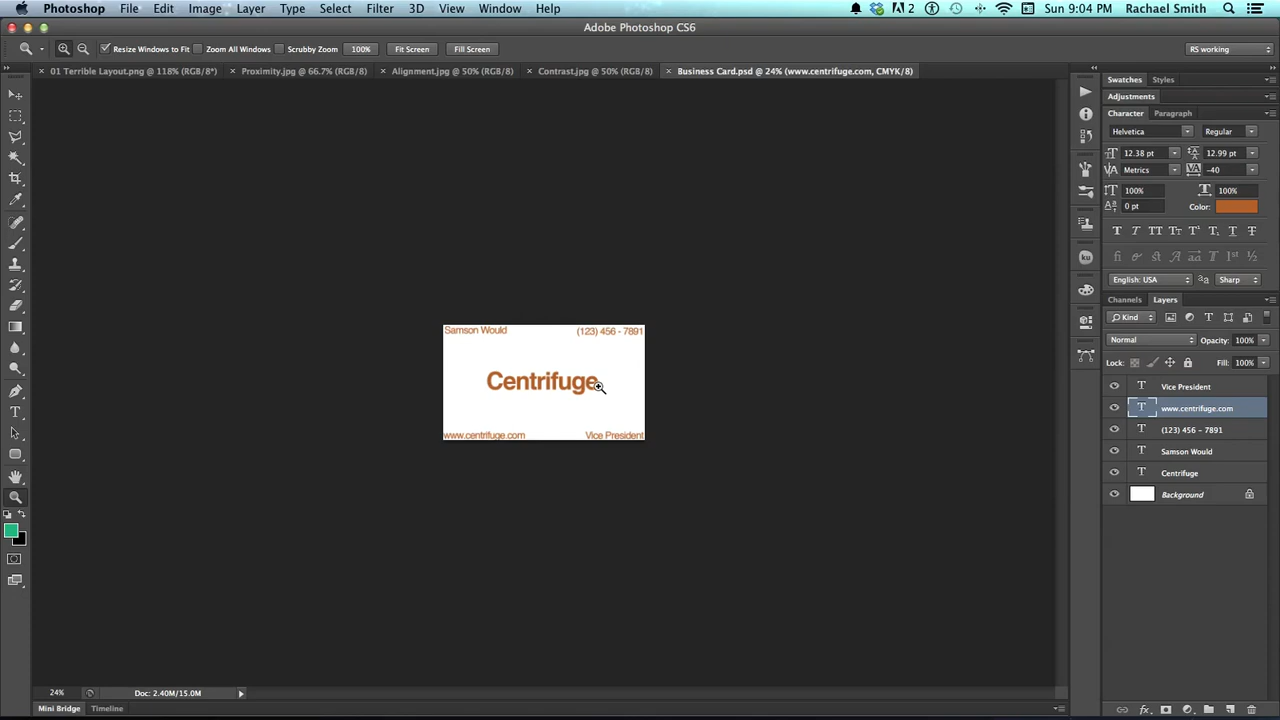 Photoshop File Edit Image Layer Type Select Filter 3D View Window Help 2 Sun 9:04 PM Rachael Smith
Adobe Photoshop CS6
Resize Windows to Fit Zoom All Windows Scrubby Zoom 100% Fit Screen Fill Screen RS working
01 Terrible Layout.png @ 118% (RGB/8*) Proximity.jpg @ 66.7% (RGB/8) Alignment.jpg @ 50% (RGB/8) Contrast.jpg @ 50% (RGB/8) Business Card.psd @ 24% (www.centrifuge.com, CMYK/8)
Swatches Styles
Adjustments
Character Paragraph
Helvetica Regular
12.38 pt 12.99 pt
Metrics -40
100% 100%
0 pt Color:
English: USA Sharp
Channels Layers
Kind
Normal Opacity: 100%
Lock: Fill: 100%
Vice President
www.centrifuge.com
(123) 456 - 7891
Samson Would
Centrifuge
Background
Samson Would (123) 456 - 7891
Centrifuge
www.centrifuge.com Vice President
24% Doc: 2.40M/15.0M
Mini Bridge Timeline